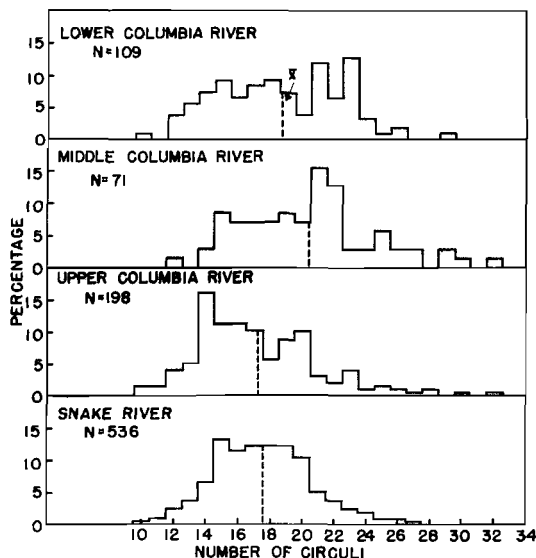 LOWER COLUMBIA RIVER
N=109
15
10
5
0
X̄
MIDDLE COLUMBIA RIVER
N=71
15
10
5
0
UPPER COLUMBIA RIVER
N=198
15
10
5
0
SNAKE RIVER
N=536
15
10
5
0
PERCENTAGE
10 12 14 16 18 20 22 24 26 28 30 32 34
NUMBER OF CIRCULI